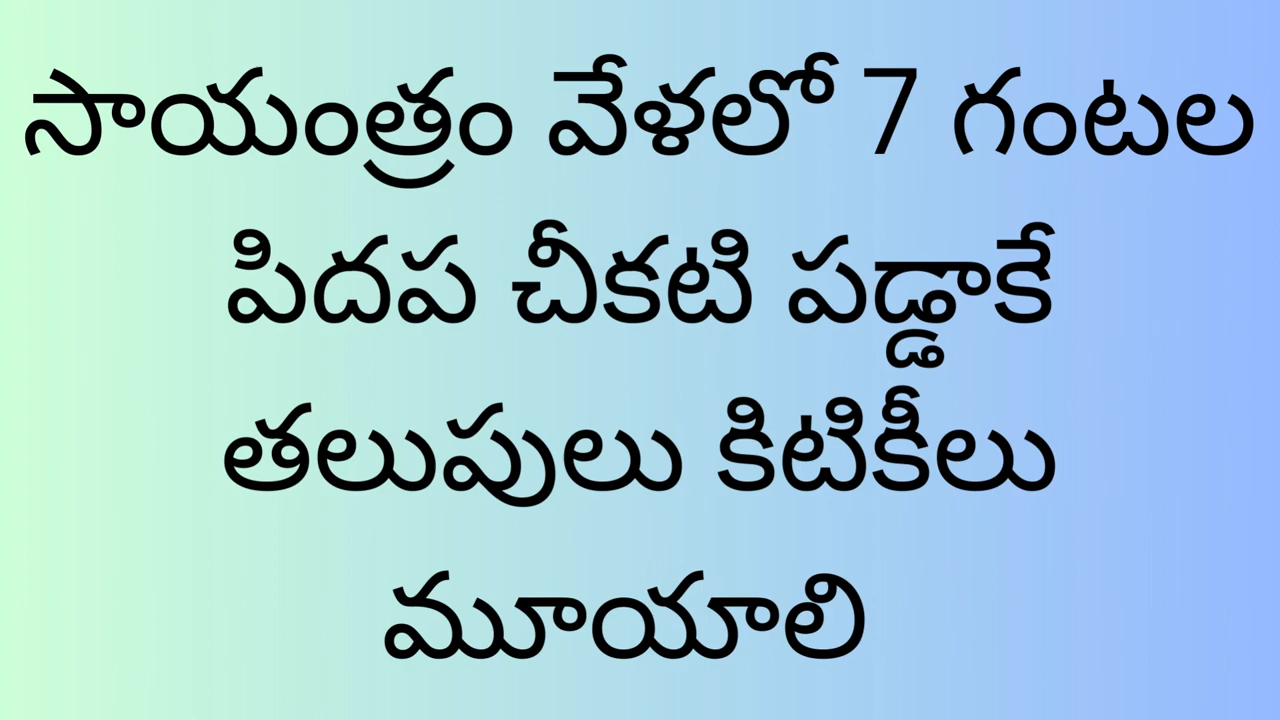 సాయంత్రం వేళలో 7 గంటల
పిదప చీకటి పడ్డాకే
తలుపులు కిటికీలు
మూయాలి